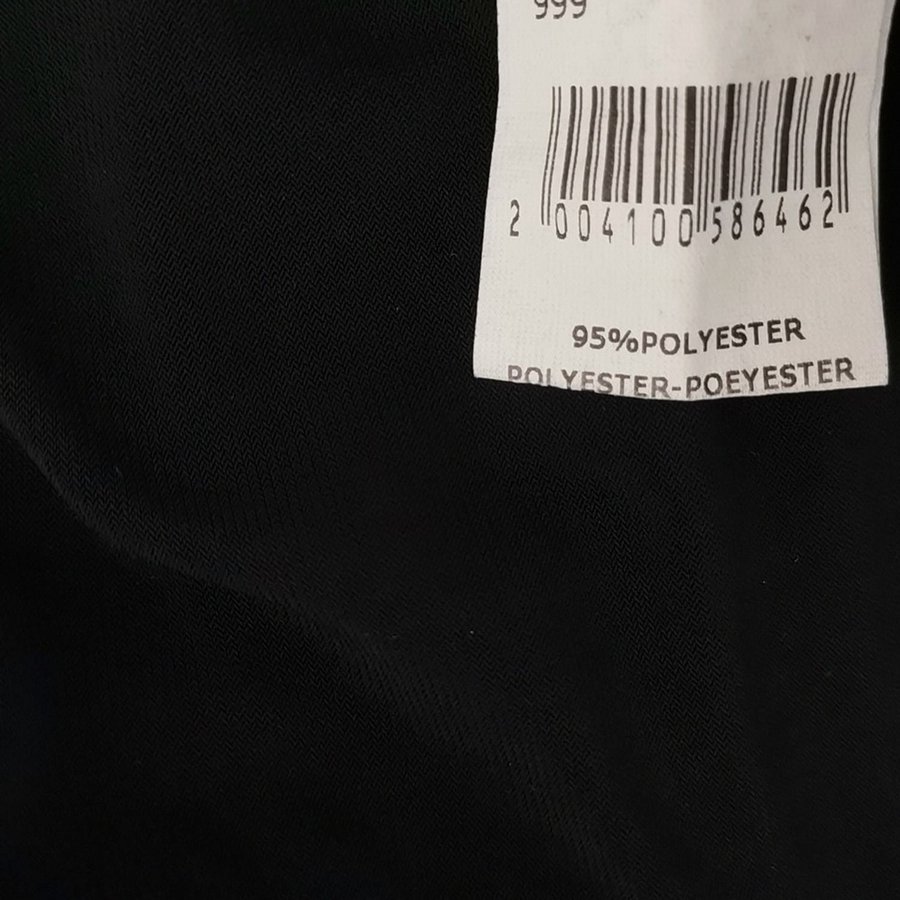 999
2 004100 586462
95%POLYESTER
POLYESTER-POEYESTER